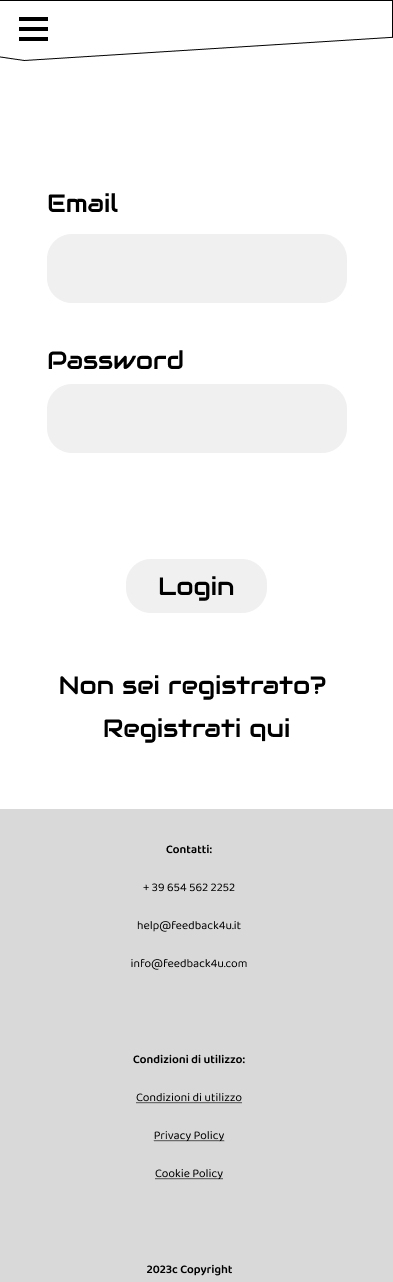 Email
Password
Login
Non sei registrato?
Registrati qui
Contatti:
+ 39 654 562 2252
help@feedback4u.it
info@feedback4u.com
Condizioni di utilizzo:
Condizioni di utilizzo
Privacy Policy
Cookie Policy
2023c Copyright